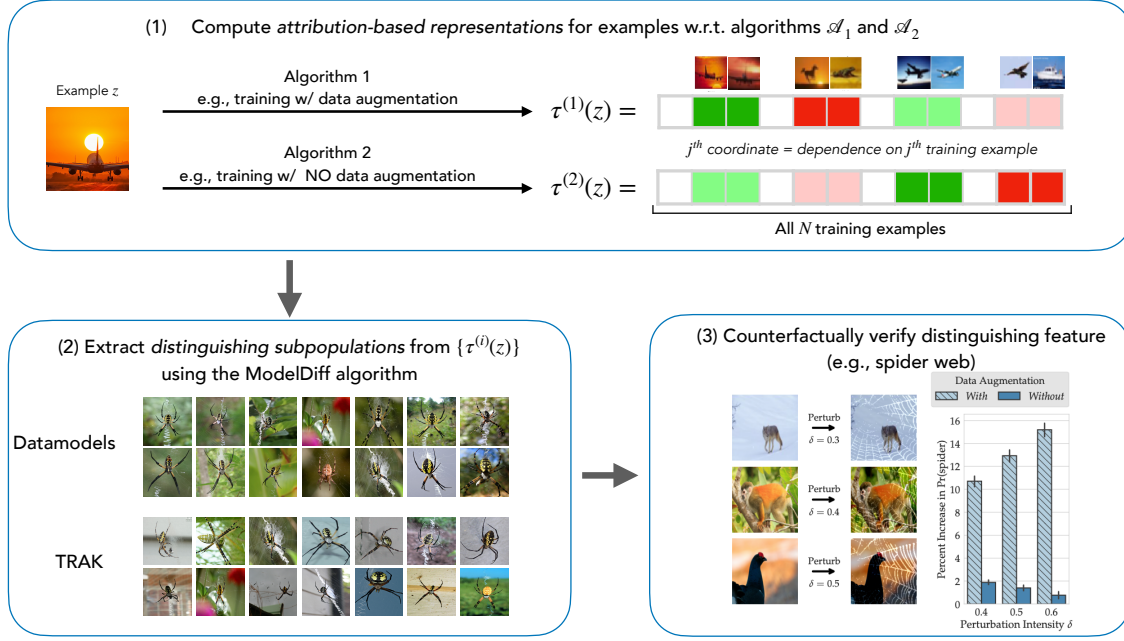 (1) Compute attribution-based representations for examples w.r.t. algorithms 𝒜₁ and 𝒜₂
Example z
Algorithm 1
e.g., training w/ data augmentation
τ⁽¹⁾(z) =
jᵗʰ coordinate = dependence on jᵗʰ training example
Algorithm 2
e.g., training w/ NO data augmentation
τ⁽²⁾(z) =
All N training examples
(2) Extract distinguishing subpopulations from {τ⁽ⁱ⁾(z)}
using the ModelDiff algorithm
Datamodels
TRAK
(3) Counterfactually verify distinguishing feature
(e.g., spider web)
Perturb
δ = 0.3
Perturb
δ = 0.4
Perturb
δ = 0.5
Data Augmentation
With Without
Percent Increase in Pr(spider)
16
14
12
10
8
6
4
2
0
0.4 0.5 0.6
Perturbation Intensity δ